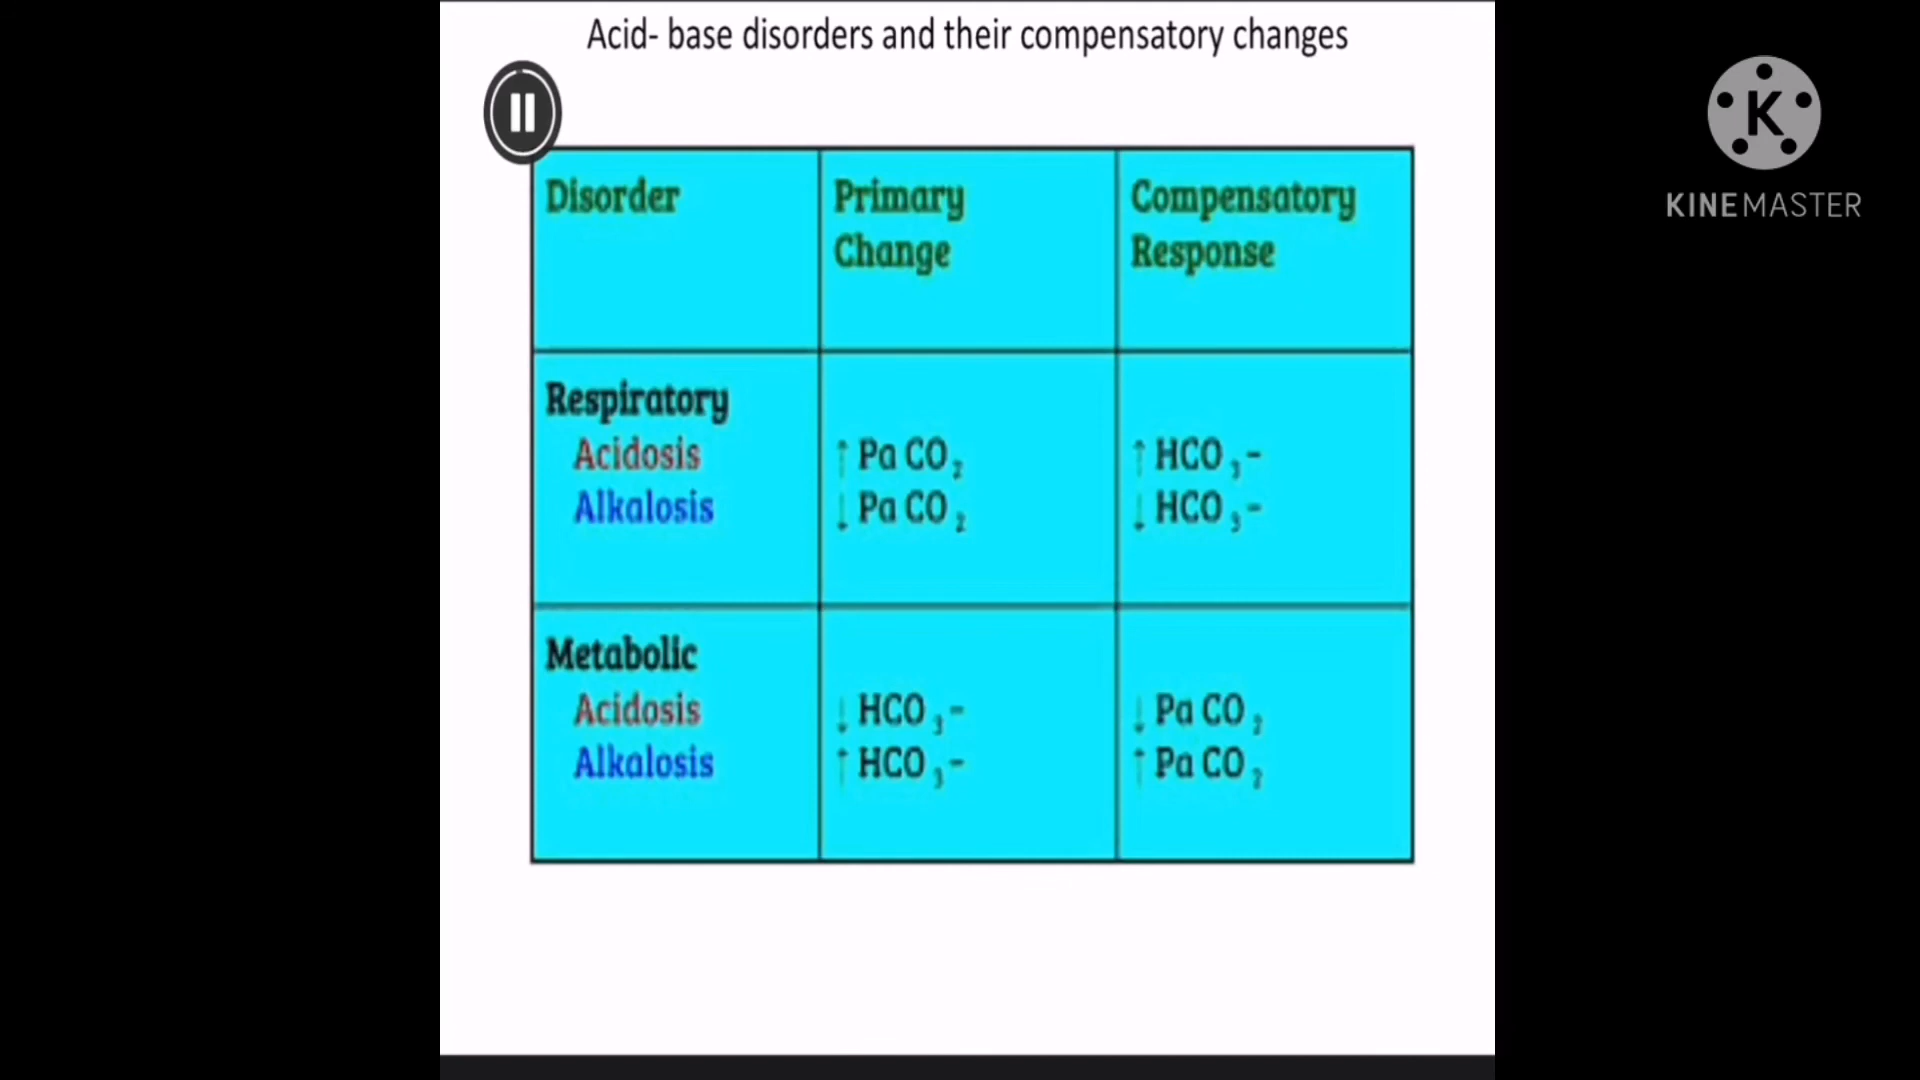 Acid- base disorders and their compensatory changes
K
KINEMASTER
Disorder
Primary
Change
Compensatory
Response
Respiratory
Acidosis
↑ Pa CO₂
↑ HCO₃-
Alkalosis
↓ Pa CO₂
↓ HCO₃-
Metabolic
Acidosis
↓ HCO₃-
↓ Pa CO₂
Alkalosis
↑ HCO₃-
↑ Pa CO₂